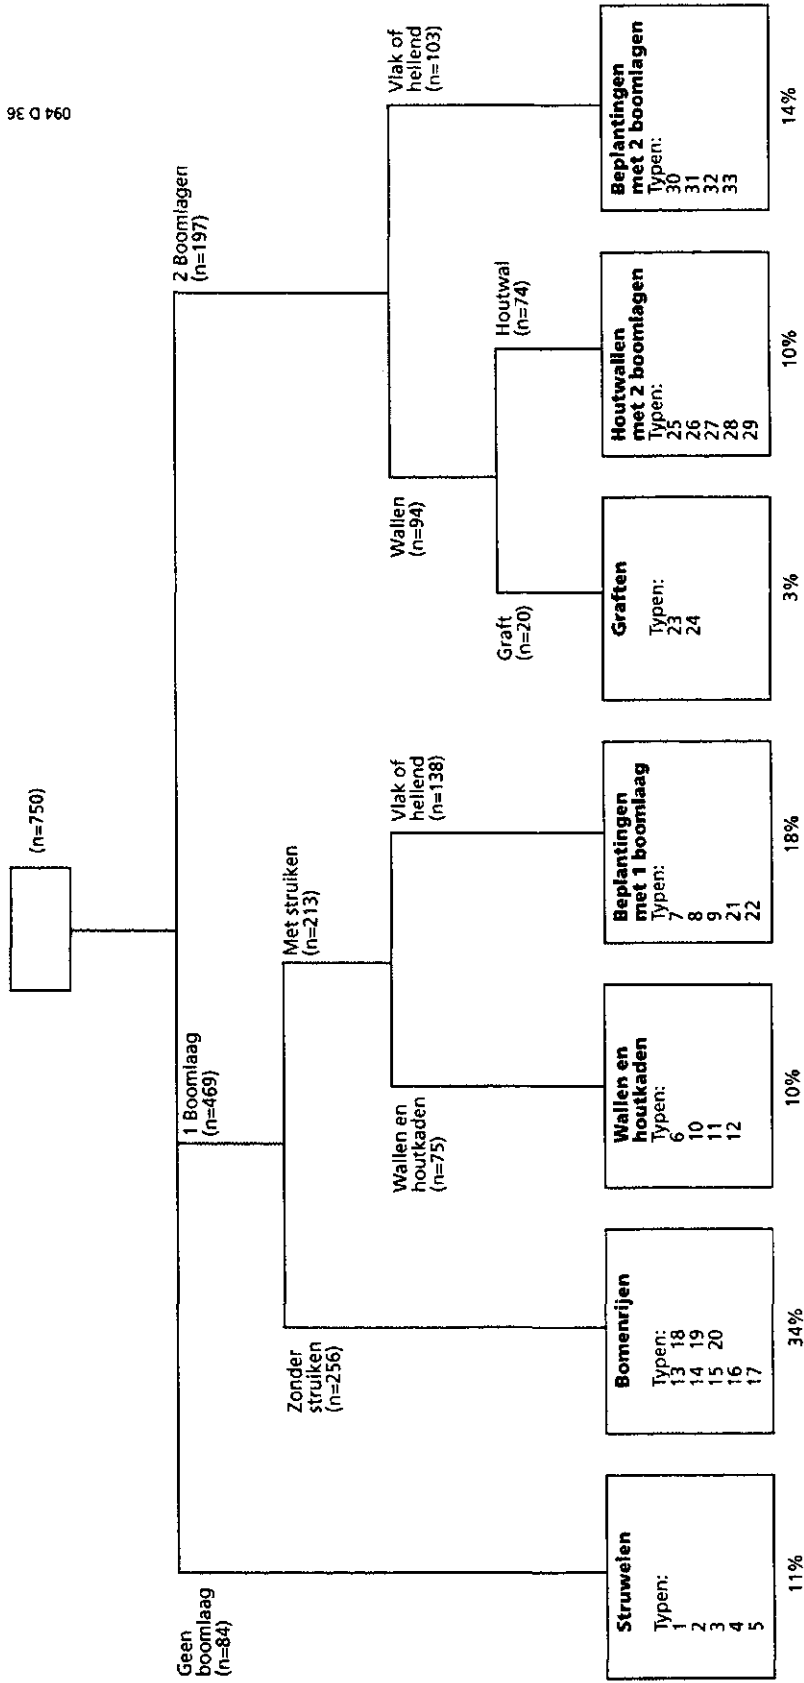 094 D 36
(n=750)
Geen
boomlaag
(n=84)
1 Boomlaag
(n=469)
2 Boomlagen
(n=197)
Zonder
struiken
(n=256)
Met struiken
(n=213)
Wallen en
houtkaden
(n=75)
Vlak of
hellend
(n=138)
Wallen
(n=94)
Vlak of
hellend
(n=103)
Graft
(n=20)
Houtwal
(n=74)
Struwelen
Typen:
1
2
3
4
5
11%
Bomenrijen
Typen:
13 18
14 19
15 20
16
17
34%
Wallen en
houtkaden
Typen:
6
10
11
12
10%
Beplantingen
met 1 boomlaag
Typen:
7
8
9
21
22
18%
Graften
Typen:
23
24
3%
Houtwallen
met 2 boomlagen
Typen:
25
26
27
28
29
10%
Beplantingen
met 2 boomlagen
Typen:
30
31
32
33
14%